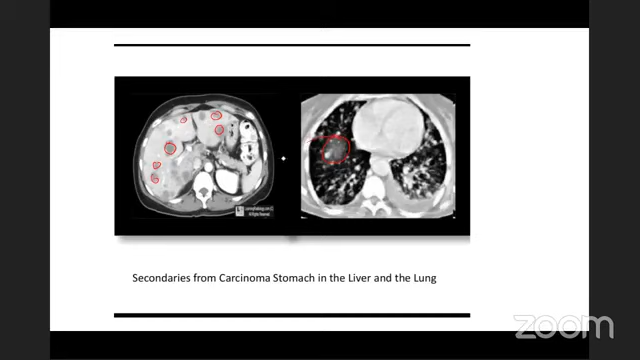 Secondaries from Carcinoma Stomach in the Liver and the Lung
zoom